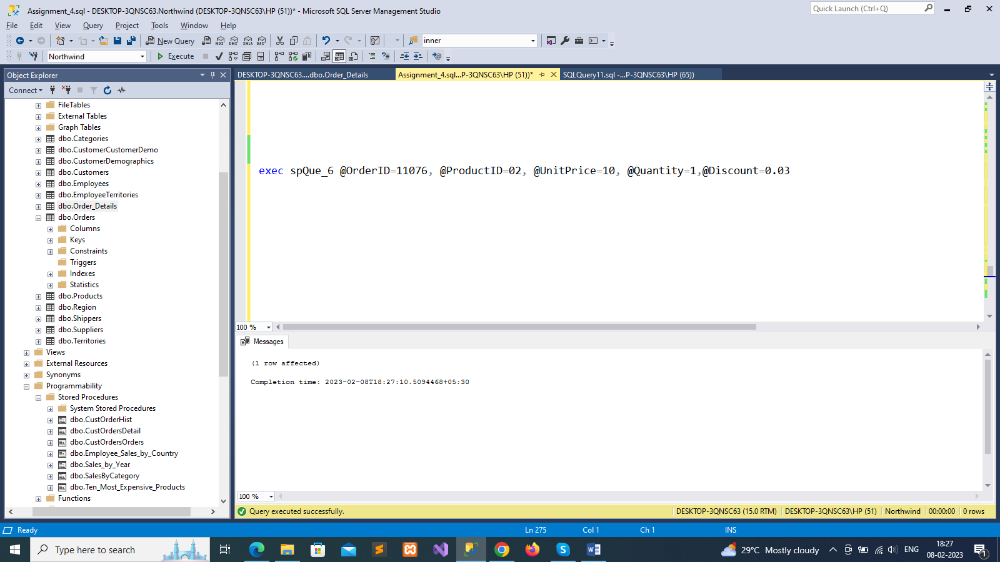 Assignment_4.sql - DESKTOP-3QNSC63.Northwind (DESKTOP-3QNSC63\HP (51))* - Microsoft SQL Server Management Studio
Quick Launch (Ctrl+Q)
File Edit View Query Project Tools Window Help
New Query MDX DMX XMLA DAX inner
Northwind Execute
Object Explorer
Connect
FileTables
External Tables
Graph Tables
dbo.Categories
dbo.CustomerCustomerDemo
dbo.CustomerDemographics
dbo.Customers
dbo.Employees
dbo.EmployeeTerritories
dbo.Order_Details
dbo.Orders
Columns
Keys
Constraints
Triggers
Indexes
Statistics
dbo.Products
dbo.Region
dbo.Shippers
dbo.Suppliers
dbo.Territories
Views
External Resources
Synonyms
Programmability
Stored Procedures
System Stored Procedures
dbo.CustOrderHist
dbo.CustOrdersDetail
dbo.CustOrdersOrders
dbo.Employee_Sales_by_Country
dbo.Sales_by_Year
dbo.SalesByCategory
dbo.Ten_Most_Expensive_Products
Functions
DESKTOP-3QNSC63....dbo.Order_Details Assignment_4.sql...P-3QNSC63\HP (51))* SQLQuery11.sql -...P-3QNSC63\HP (65))
exec spQue_6 @OrderID=11076, @ProductID=02, @UnitPrice=10, @Quantity=1,@Discount=0.03
100 %
Messages
(1 row affected)
Completion time: 2023-02-08T18:27:10.5094468+05:30
100 %
Query executed successfully. DESKTOP-3QNSC63 (15.0 RTM) DESKTOP-3QNSC63\HP (51) Northwind 00:00:00 0 rows
Ready Ln 275 Col 1 Ch 1 INS
Type here to search 29°C Mostly cloudy ENG 18:27
08-02-2023 1